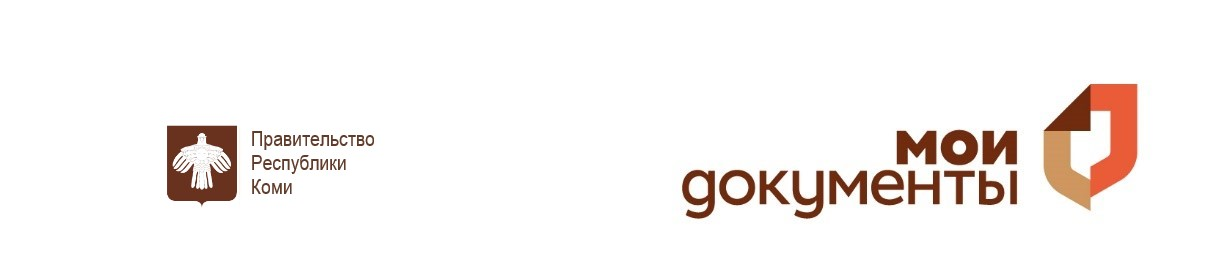 Правительство
Республики
Коми
мои
документы